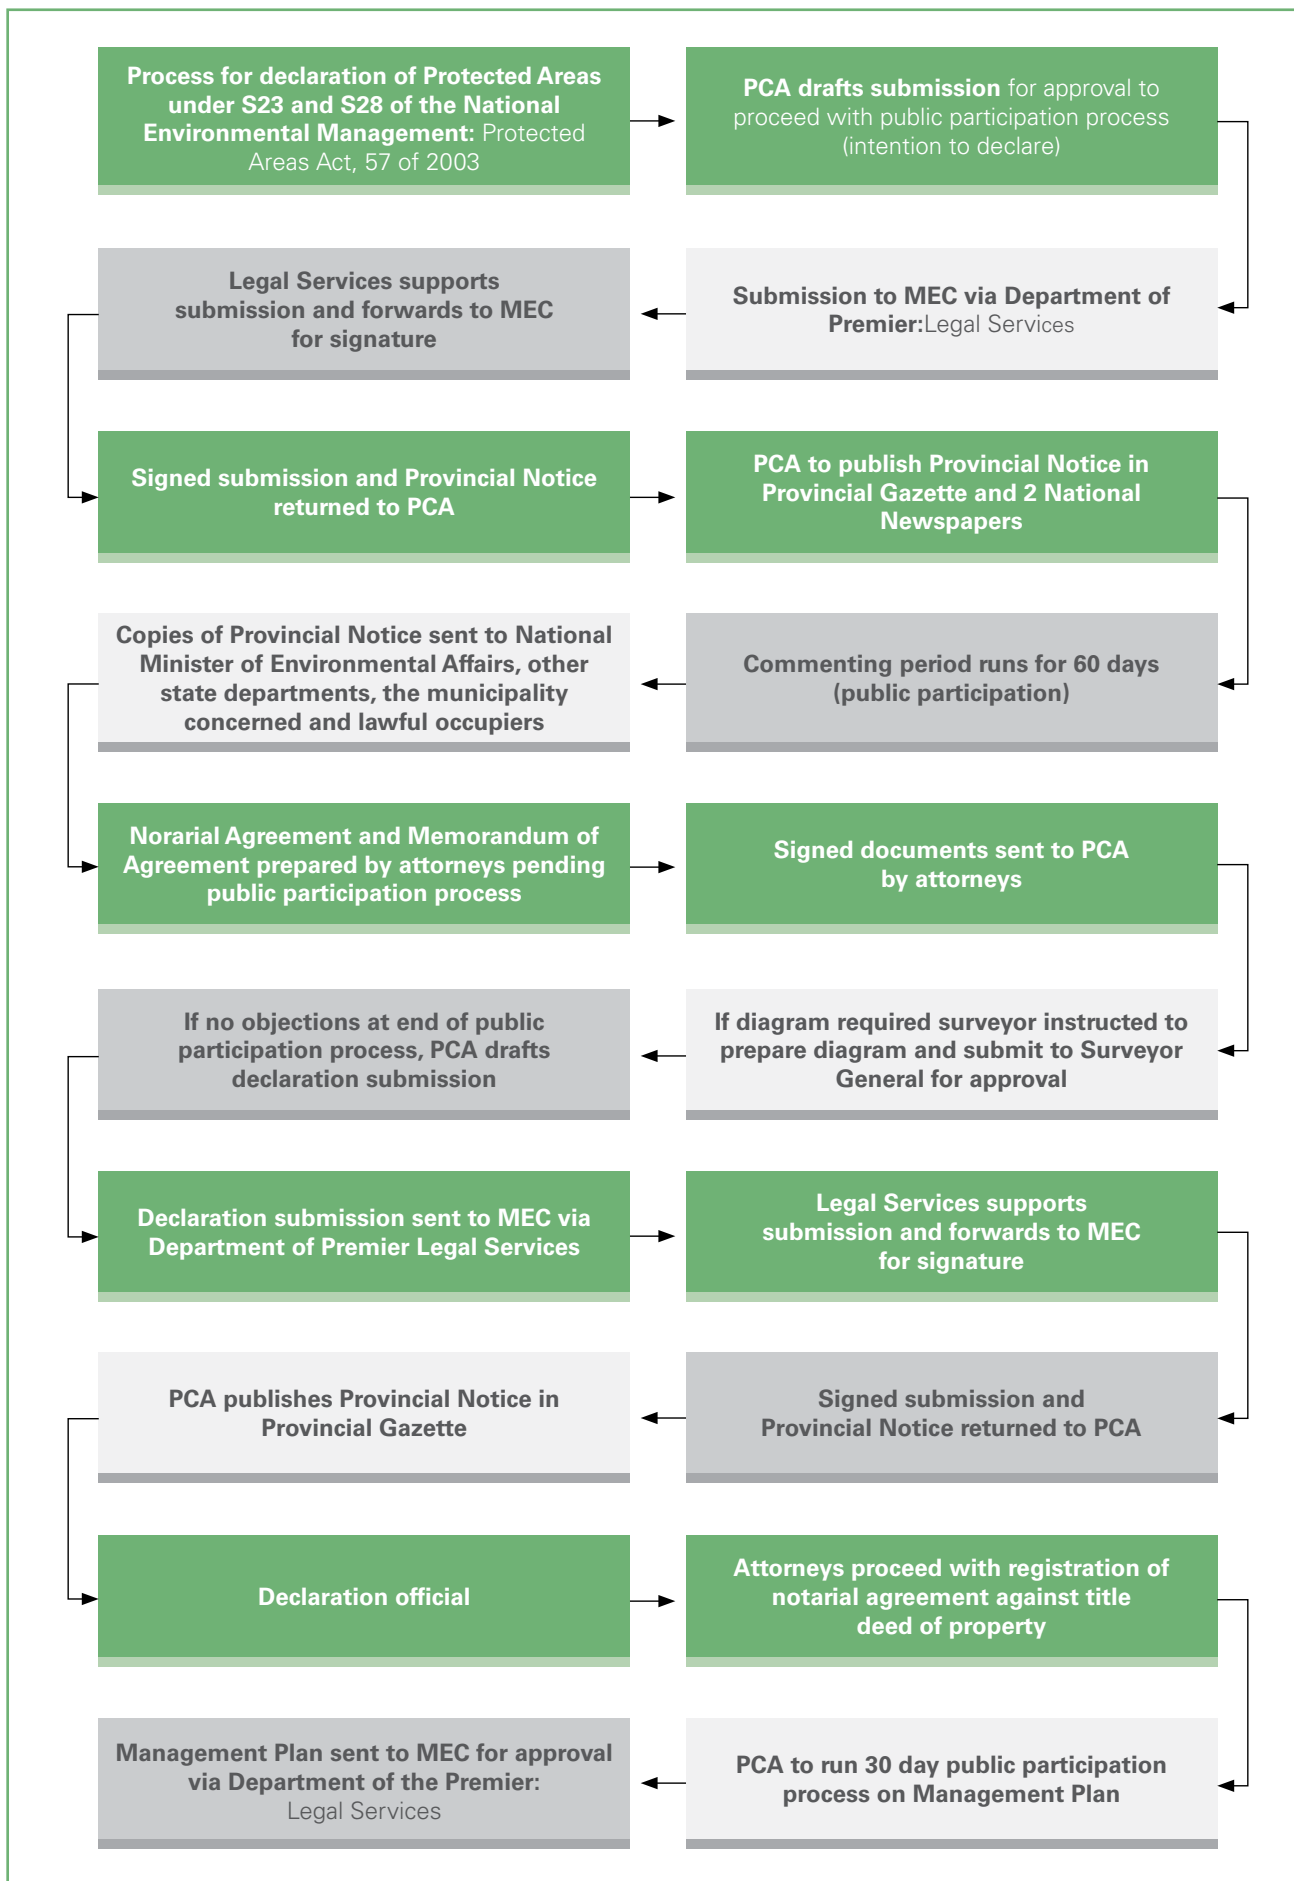 Process for declaration of Protected Areas
under S23 and S28 of the National
Environmental Management: Protected
Areas Act, 57 of 2003
PCA drafts submission for approval to
proceed with public participation process
(intention to declare)
Submission to MEC via Department of
Premier:Legal Services
Legal Services supports
submission and forwards to MEC
for signature
Signed submission and Provincial Notice
returned to PCA
PCA to publish Provincial Notice in
Provincial Gazette and 2 National
Newspapers
Commenting period runs for 60 days
(public participation)
Copies of Provincial Notice sent to National
Minister of Environmental Affairs, other
state departments, the municipality
concerned and lawful occupiers
Norarial Agreement and Memorandum of
Agreement prepared by attorneys pending
public participation process
Signed documents sent to PCA
by attorneys
If diagram required surveyor instructed to
prepare diagram and submit to Surveyor
General for approval
If no objections at end of public
participation process, PCA drafts
declaration submission
Declaration submission sent to MEC via
Department of Premier Legal Services
Legal Services supports
submission and forwards to MEC
for signature
Signed submission and
Provincial Notice returned to PCA
PCA publishes Provincial Notice in
Provincial Gazette
Declaration official
Attorneys proceed with registration of
notarial agreement against title
deed of property
PCA to run 30 day public participation
process on Management Plan
Management Plan sent to MEC for approval
via Department of the Premier:
Legal Services